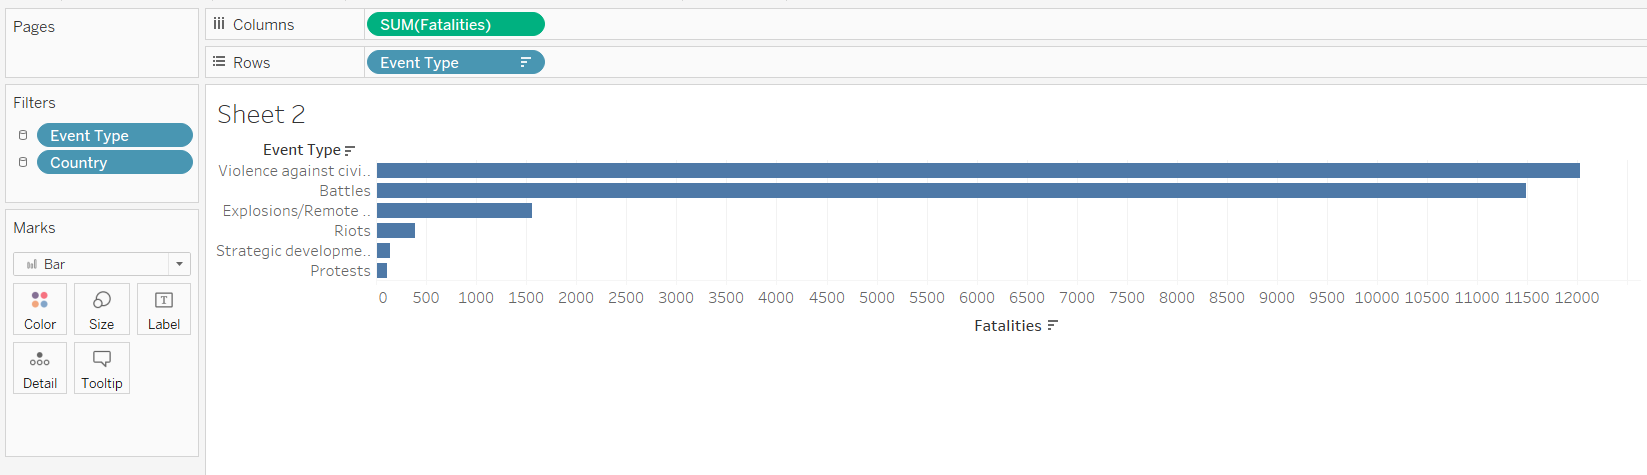 Pages
Columns
SUM(Fatalities)
Rows
Event Type
Filters
Event Type
Country
Marks
Bar
Color
Size
T
Label
Detail
Tooltip
Sheet 2
Event Type
Violence against civi..
Battles
Explosions/Remote ..
Riots
Strategic developme..
Protests
0 500 1000 1500 2000 2500 3000 3500 4000 4500 5000 5500 6000 6500 7000 7500 8000 8500 9000 9500 10000 10500 11000 11500 12000
Fatalities